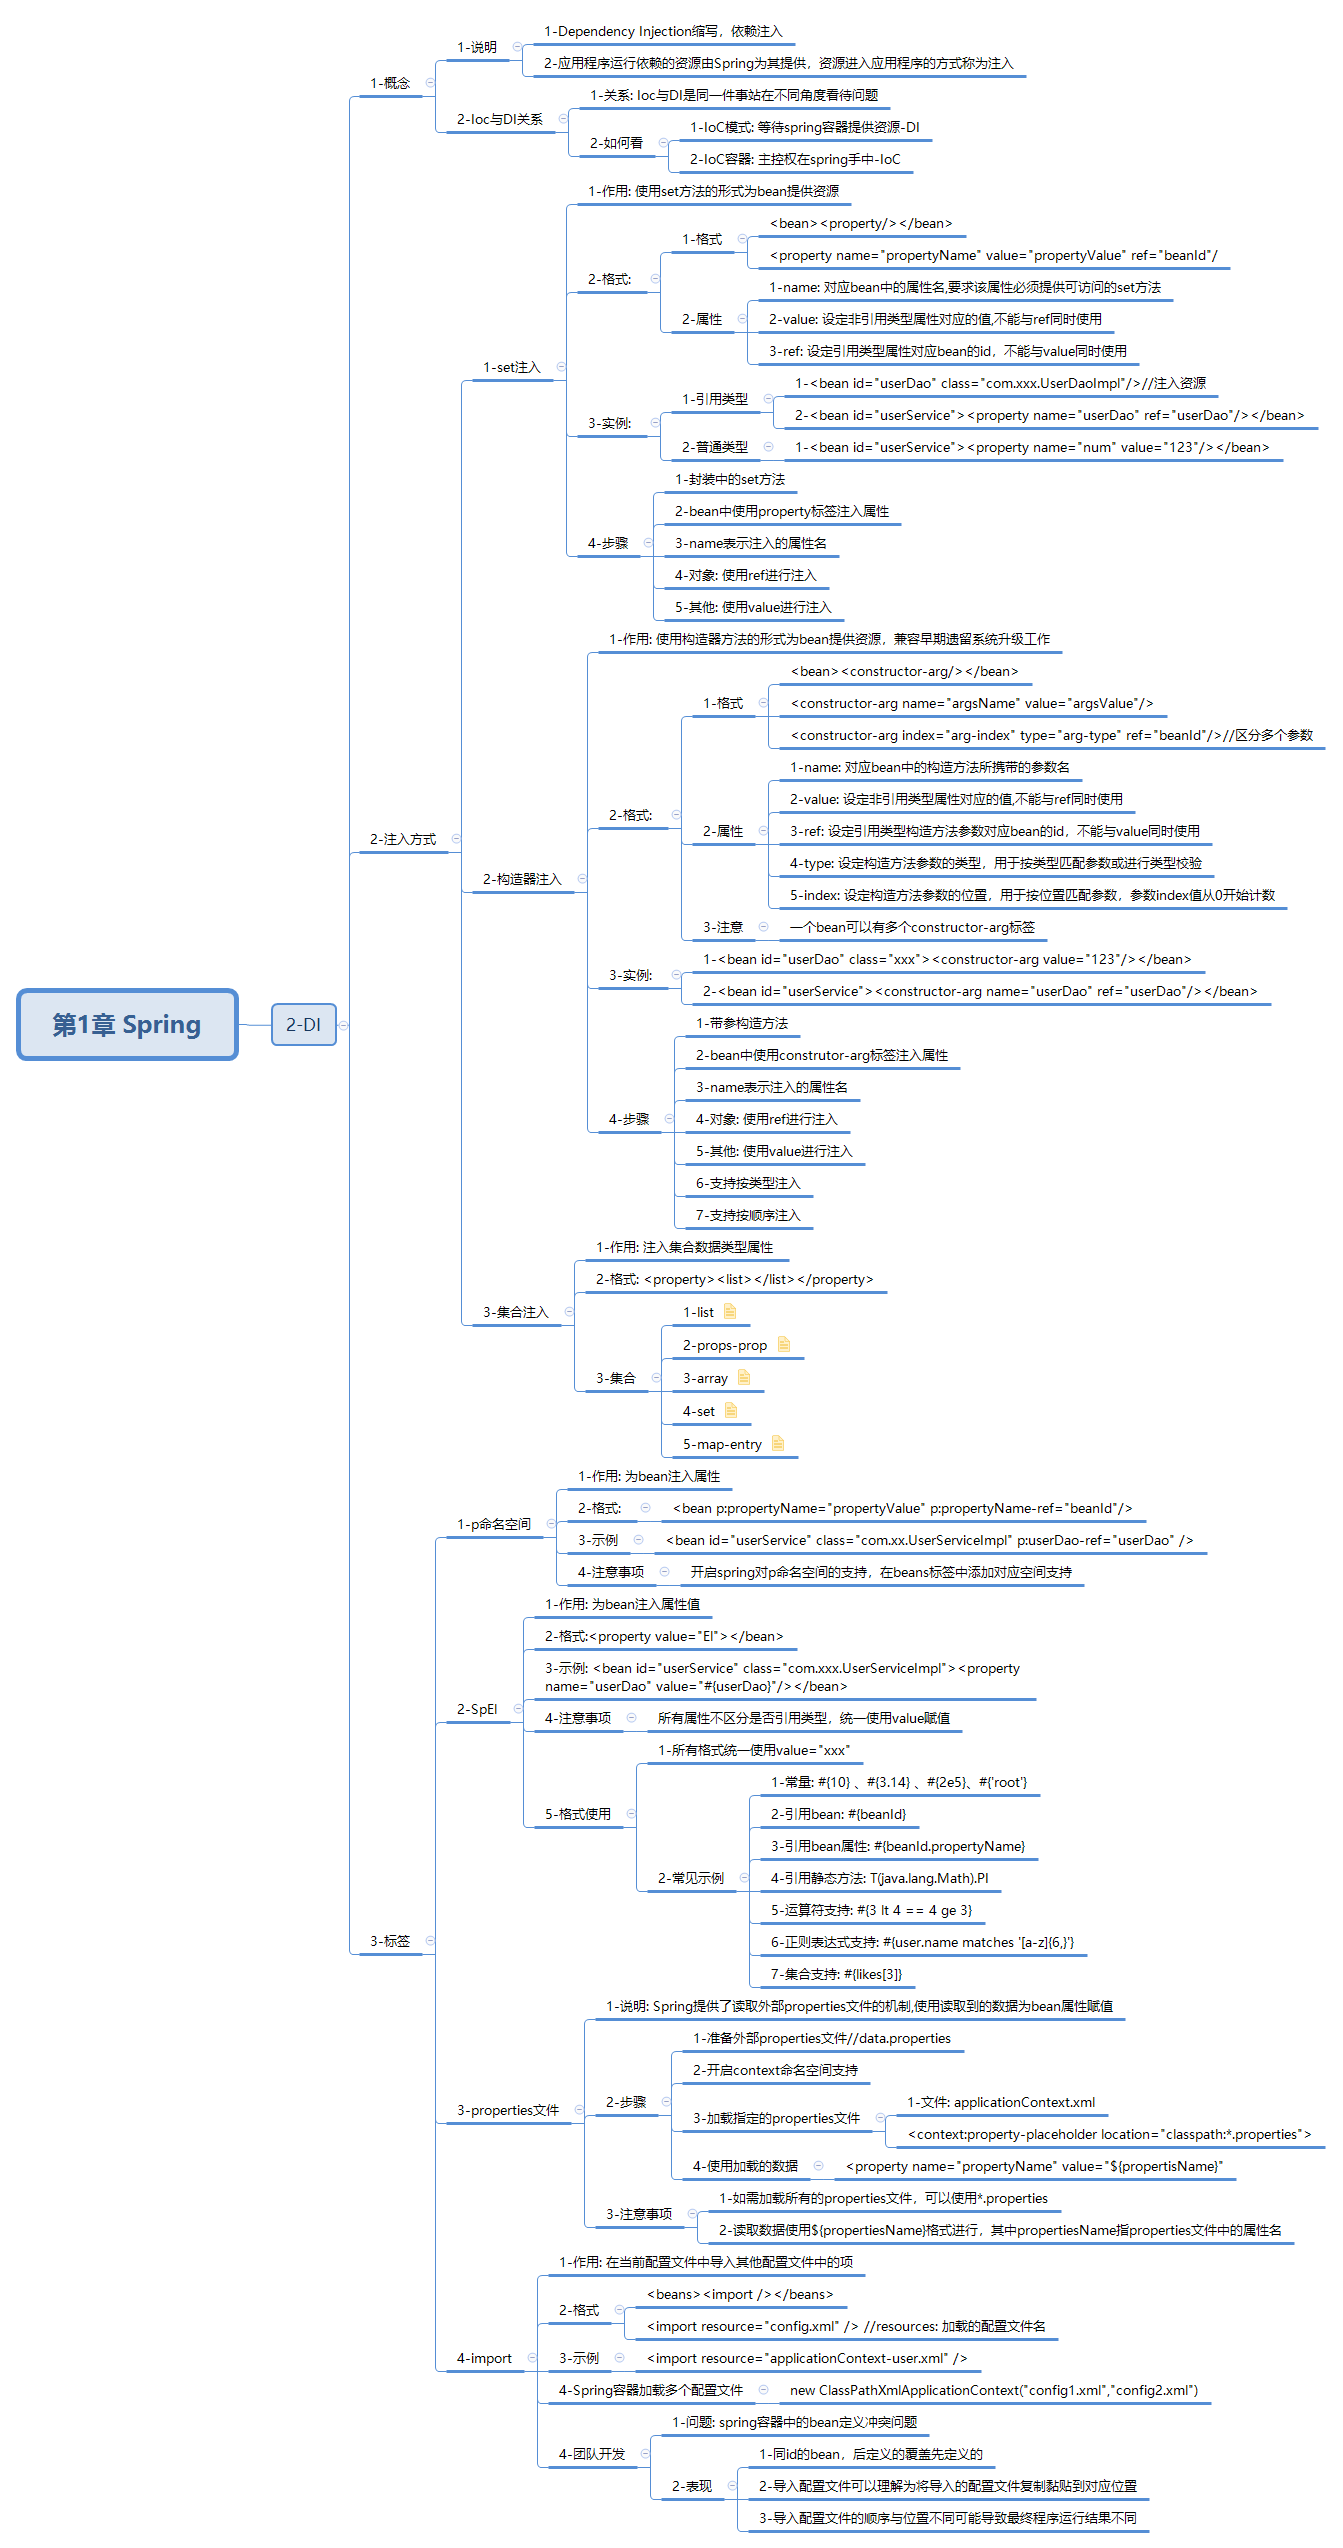 第1章 Spring
2-DI
1-概念
1-说明
1-Dependency Injection缩写，依赖注入
2-应用程序运行依赖的资源由Spring为其提供，资源进入应用程序的方式称为注入
2-Ioc与DI关系
1-关系: Ioc与DI是同一件事站在不同角度看待问题
2-如何看
1-IoC模式: 等待spring容器提供资源-DI
2-IoC容器: 主控权在spring手中-IoC
2-注入方式
1-set注入
1-作用: 使用set方法的形式为bean提供资源
2-格式:
1-格式
<bean><property/></bean>
<property name="propertyName" value="propertyValue" ref="beanId"/
2-属性
1-name: 对应bean中的属性名,要求该属性必须提供可访问的set方法
2-value: 设定非引用类型属性对应的值,不能与ref同时使用
3-ref: 设定引用类型属性对应bean的id，不能与value同时使用
3-实例:
1-引用类型
1-<bean id="userDao" class="com.xxx.UserDaoImpl"/>//注入资源
2-<bean id="userService"><property name="userDao" ref="userDao"/></bean>
2-普通类型
1-<bean id="userService"><property name="num" value="123"/></bean>
4-步骤
1-封装中的set方法
2-bean中使用property标签注入属性
3-name表示注入的属性名
4-对象: 使用ref进行注入
5-其他: 使用value进行注入
2-构造器注入
1-作用: 使用构造器方法的形式为bean提供资源，兼容早期遗留系统升级工作
2-格式:
1-格式
<bean><constructor-arg/></bean>
<constructor-arg name="argsName" value="argsValue"/>
<constructor-arg index="arg-index" type="arg-type" ref="beanId"/>//区分多个参数
2-属性
1-name: 对应bean中的构造方法所携带的参数名
2-value: 设定非引用类型属性对应的值,不能与ref同时使用
3-ref: 设定引用类型构造方法参数对应bean的id，不能与value同时使用
4-type: 设定构造方法参数的类型，用于按类型匹配参数或进行类型校验
5-index: 设定构造方法参数的位置，用于按位置匹配参数，参数index值从0开始计数
3-注意
一个bean可以有多个constructor-arg标签
3-实例:
1-<bean id="userDao" class="xxx"><constructor-arg value="123"/></bean>
2-<bean id="userService"><constructor-arg name="userDao" ref="userDao"/></bean>
4-步骤
1-带参构造方法
2-bean中使用construtor-arg标签注入属性
3-name表示注入的属性名
4-对象: 使用ref进行注入
5-其他: 使用value进行注入
6-支持按类型注入
7-支持按顺序注入
3-集合注入
1-作用: 注入集合数据类型属性
2-格式: <property><list></list></property>
3-集合
1-list
2-props-prop
3-array
4-set
5-map-entry
3-标签
1-p命名空间
1-作用: 为bean注入属性
2-格式:
<bean p:propertyName="propertyValue" p:propertyName-ref="beanId"/>
3-示例
<bean id="userService" class="com.xx.UserServiceImpl" p:userDao-ref="userDao" />
4-注意事项
开启spring对p命名空间的支持，在beans标签中添加对应空间支持
2-SpEl
1-作用: 为bean注入属性值
2-格式:<property value="El"></bean>
3-示例: <bean id="userService" class="com.xxx.UserServiceImpl"><property
name="userDao" value="#{userDao}"/></bean>
4-注意事项
所有属性不区分是否引用类型，统一使用value赋值
5-格式使用
1-所有格式统一使用value="xxx"
2-常见示例
1-常量: #{10} 、#{3.14} 、#{2e5}、#{'root'}
2-引用bean: #{beanId}
3-引用bean属性: #{beanId.propertyName}
4-引用静态方法: T(java.lang.Math).PI
5-运算符支持: #{3 lt 4 == 4 ge 3}
6-正则表达式支持: #{user.name matches '[a-z]{6,}'}
7-集合支持: #{likes[3]}
3-properties文件
1-说明: Spring提供了读取外部properties文件的机制,使用读取到的数据为bean属性赋值
2-步骤
1-准备外部properties文件//data.properties
2-开启context命名空间支持
3-加载指定的properties文件
1-文件: applicationContext.xml
<context:property-placeholder location="classpath:*.properties">
4-使用加载的数据
<property name="propertyName" value="${propertisName}"
3-注意事项
1-如需加载所有的properties文件，可以使用*.properties
2-读取数据使用${propertiesName}格式进行，其中propertiesName指properties文件中的属性名
4-import
1-作用: 在当前配置文件中导入其他配置文件中的项
2-格式
<beans><import /></beans>
<import resource="config.xml" /> //resources: 加载的配置文件名
3-示例
<import resource="applicationContext-user.xml" />
4-Spring容器加载多个配置文件
new ClassPathXmlApplicationContext("config1.xml","config2.xml")
4-团队开发
1-问题: spring容器中的bean定义冲突问题
2-表现
1-同id的bean，后定义的覆盖先定义的
2-导入配置文件可以理解为将导入的配置文件复制黏贴到对应位置
3-导入配置文件的顺序与位置不同可能导致最终程序运行结果不同